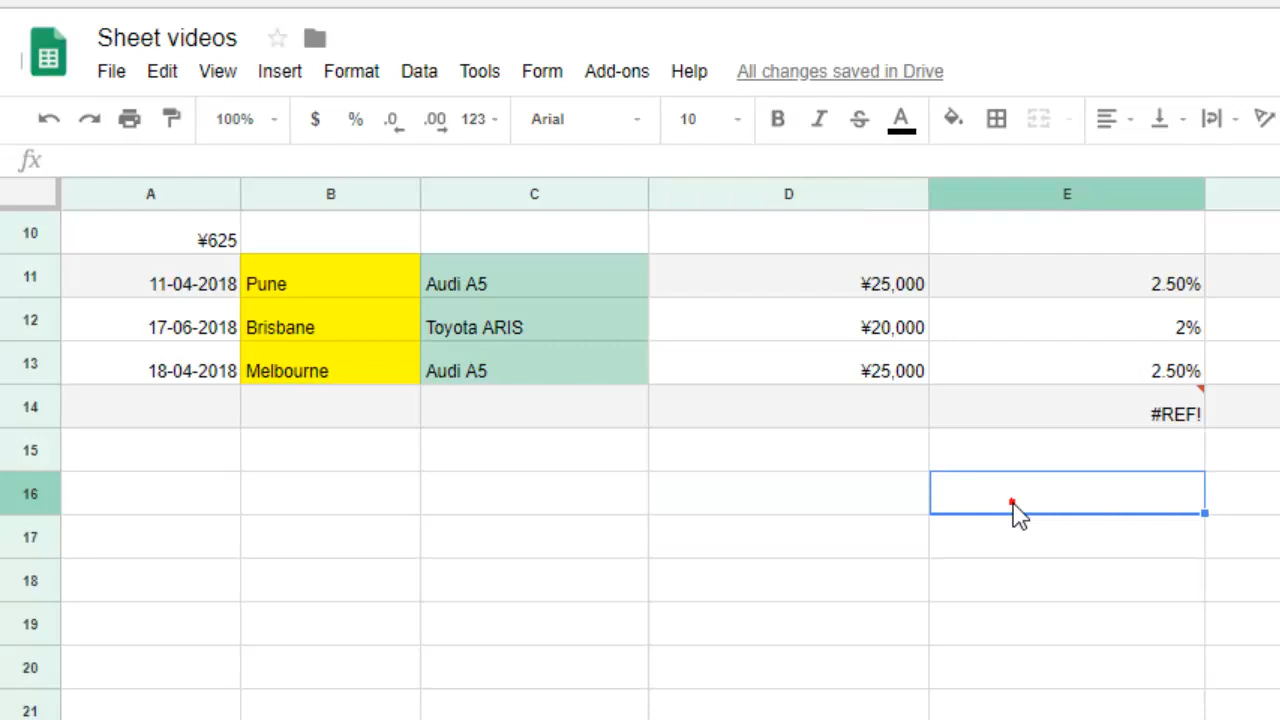 Sheet videos
File Edit View Insert Format Data Tools Form Add-ons Help All changes saved in Drive
100% $ % .0 .00 123 Arial 10 B I S A
fx
A B C D E
10 ¥625
11 11-04-2018 Pune Audi A5 ¥25,000 2.50%
12 17-06-2018 Brisbane Toyota ARIS ¥20,000 2%
13 18-04-2018 Melbourne Audi A5 ¥25,000 2.50%
14 #REF!
15
16
17
18
19
20
21